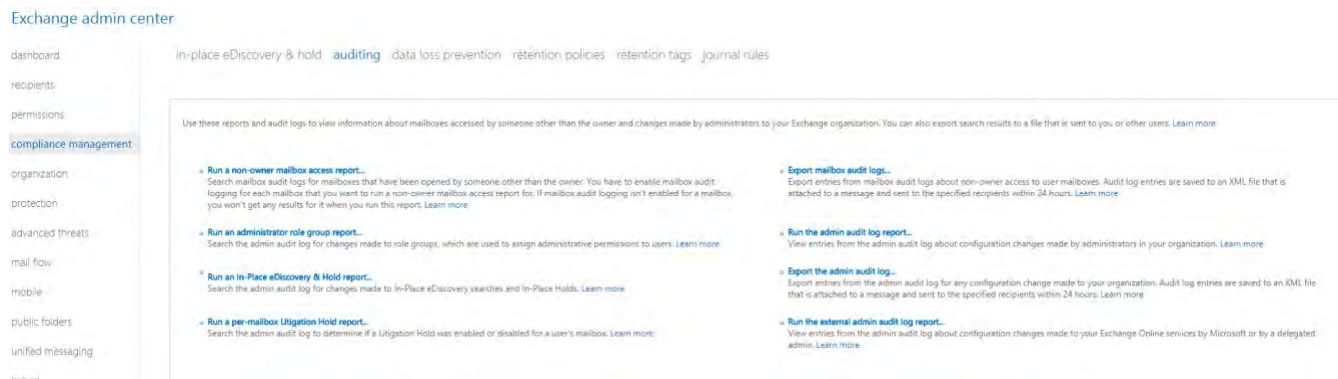 Exchange admin center
dashboard
recipients
permissions
compliance management
organization
protection
advanced threats
mail flow
mobile
public folders
unified messaging
in-place eDiscovery & hold auditing data loss prevention retention policies retention tags journal rules
Use these reports and audit logs to view information about mailboxes accessed by someone other than the owner and changes made by administrators to your Exchange organization. You can also export search results to a file that is sent to you or other users. Learn more
Run a non-owner mailbox access report...
Search mailbox audit logs for mailboxes that have been opened by someone other than the owner. You have to enable mailbox audit
logging for each mailbox that you want to run a non-owner mailbox access report for. If mailbox audit logging isn't enabled for a mailbox,
you won't get any results for it when you run this report. Learn more
Run an administrator role group report...
Search the admin audit log for changes made to role groups, which are used to assign administrative permissions to users. Learn more
Run an In-Place eDiscovery & Hold report...
Search the admin audit log for changes made to In-Place eDiscovery searches and In-Place Holds. Learn more
Run a per-mailbox Litigation Hold report...
Search the admin audit log to determine if a Litigation Hold was enabled or disabled for a user's mailbox. Learn more
Export mailbox audit logs...
Export entries from mailbox audit logs about non-owner access to user mailboxes. Audit log entries are saved to an XML file that is
attached to a message and sent to the specified recipients within 24 hours. Learn more
Run the admin audit log report...
View entries from the admin audit log about configuration changes made by administrators in your organization. Learn more
Export the admin audit log...
Export entries from the admin audit log for any configuration change made to your organization. Audit log entries are saved to an XML file
that is attached to a message and sent to the specified recipients within 24 hours. Learn more
Run the external admin audit log report...
View entries from the admin audit log about configuration changes made to your Exchange Online services by Microsoft or by a delegated
admin. Learn more